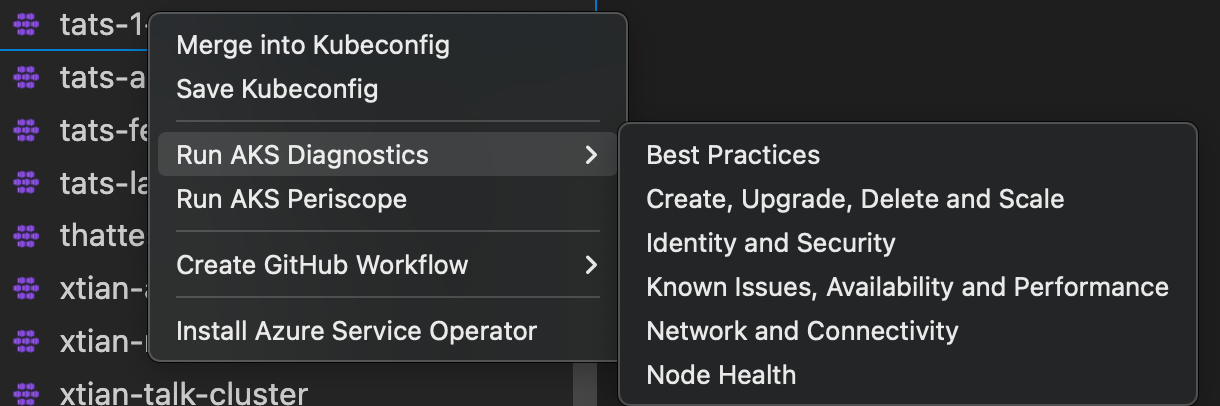 tats-1-
tats-a
tats-fe
tats-la
thatte
xtian-a
xtian-
xtian-talk-cluster
Merge into Kubeconfig
Save Kubeconfig
Run AKS Diagnostics
Run AKS Periscope
Create GitHub Workflow
Install Azure Service Operator
Best Practices
Create, Upgrade, Delete and Scale
Identity and Security
Known Issues, Availability and Performance
Network and Connectivity
Node Health